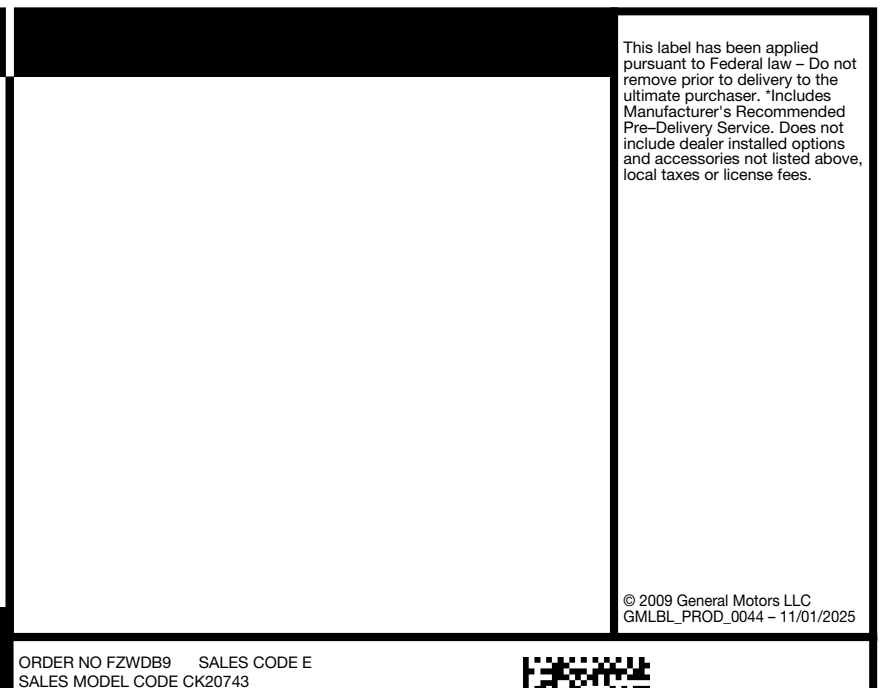 This label has been applied
pursuant to Federal law – Do not
remove prior to delivery to the
ultimate purchaser. *Includes
Manufacturer's Recommended
Pre–Delivery Service. Does not
include dealer installed options
and accessories not listed above,
local taxes or license fees.
© 2009 General Motors LLC
GMLBL_PROD_0044 – 11/01/2025
ORDER NO FZWDB9 SALES CODE E
SALES MODEL CODE CK20743